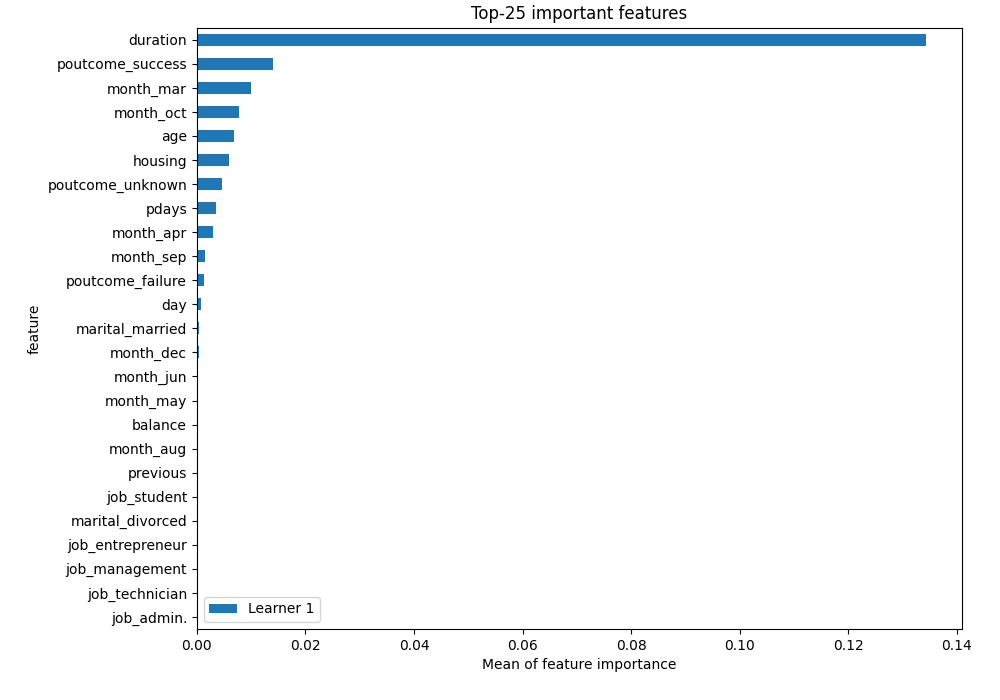 Top-25 important features
duration
poutcome_success
month_mar
month_oct
age
housing
poutcome_unknown
pdays
month_apr
month_sep
poutcome_failure
day
marital_married
month_dec
month_jun
month_may
balance
month_aug
previous
job_student
marital_divorced
job_entrepreneur
job_management
job_technician
job_admin.
feature
Learner 1
0.00 0.02 0.04 0.06 0.08 0.10 0.12 0.14
Mean of feature importance